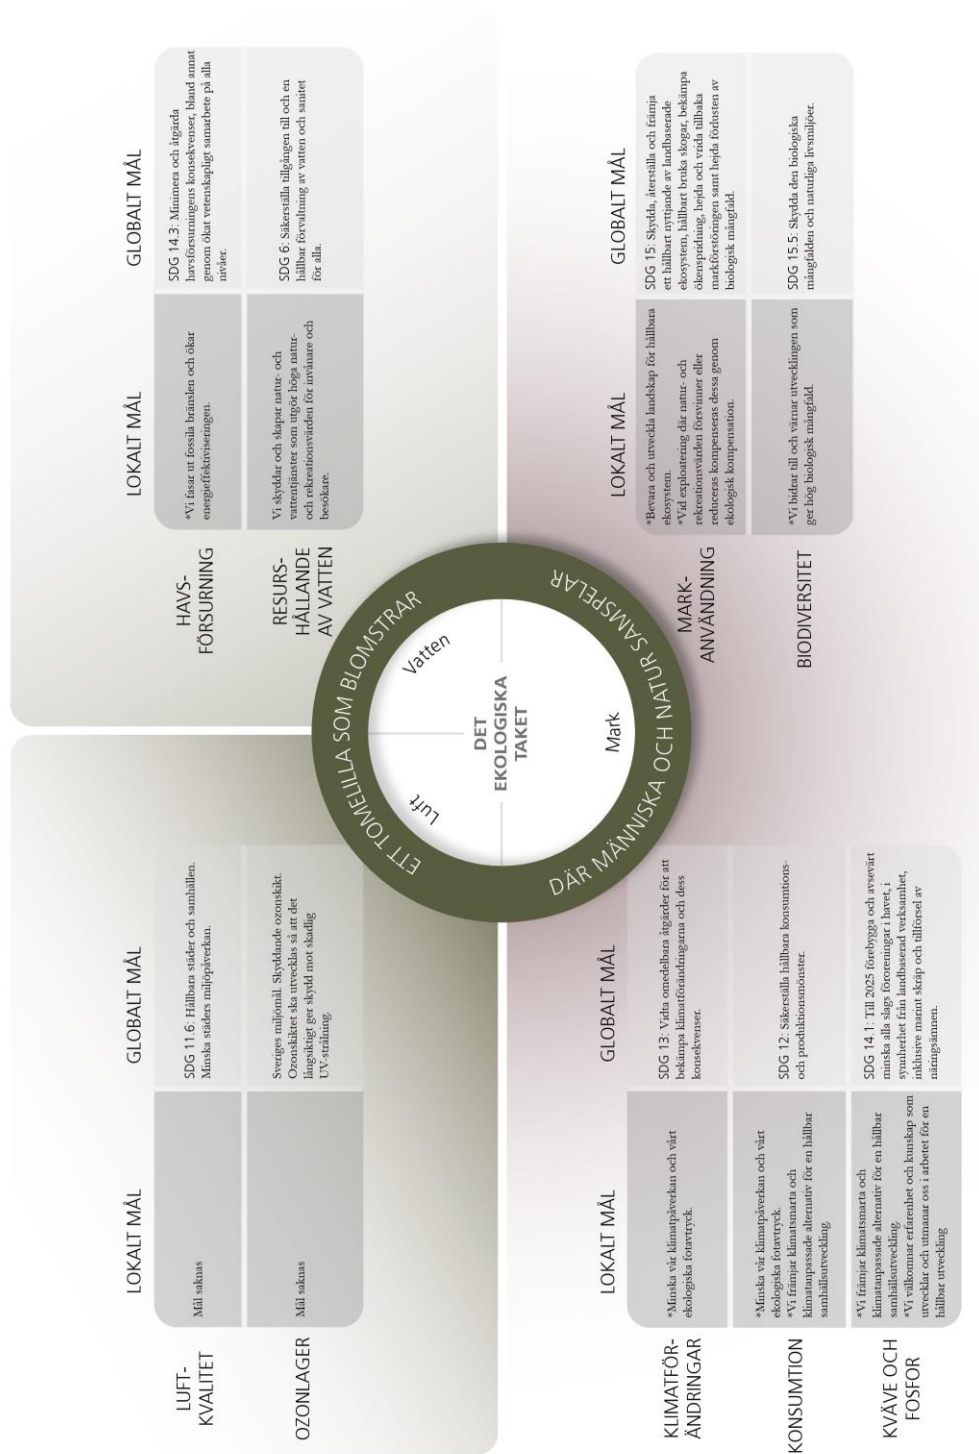 LOKALT MÅL
GLOBALT MÅL
LUFT-
KVALITET
Mål saknas
SDG 11.6: Hållbara städer och samhällen.
Minska städers miljöpåverkan.
OZONLAGER
Mål saknas
Sveriges miljömål. Skyddande ozonskikt.
Ozonskiktet ska utvecklas så att det
långsiktigt ger skydd mot skadlig
UV-strålning.
LOKALT MÅL
GLOBALT MÅL
HAVS-
FÖRSURNING
*Vi fasar ut fossila bränslen och ökar
energieffektiviseringen.
SDG 14.3: Minimera och åtgärda
havsförsurningens konsekvenser, bland annat
genom ökat vetenskapligt samarbete på alla
nivåer.
RESURS-
HÅLLANDE
AV VATTEN
Vi skyddar och skapar natur- och
vattentjänster som utgör höga natur-
och rekreationsvärden för invånare och
besökare.
SDG 6: Säkerställa tillgången till och en
hållbar förvaltning av vatten och sanitet
för alla.
ETT TOMELILLA SOM BLOMSTRAR
Luft
Vatten
DET
EKOLOGISKA
TAKET
Mark
DÄR MÄNNISKA OCH NATUR SAMSPELAR
LOKALT MÅL
GLOBALT MÅL
KLIMATFÖR-
ÄNDRINGAR
*Minska vår klimatpåverkan och vårt
ekologiska fotavtryck.
SDG 13: Vidta omedelbara åtgärder för att
bekämpa klimatförändringarna och dess
konsekvenser.
KONSUMTION
*Minska vår klimatpåverkan och vårt
ekologiska fotavtryck.
*Vi främjar klimatsmarta och
klimatanpassade alternativ för en hållbar
samhällsutveckling.
SDG 12: Säkerställa hållbara konsumtions-
och produktionsmönster.
KVÄVE OCH
FOSFOR
*Vi främjar klimatsmarta och
klimatanpassade alternativ för en hållbar
samhällsutveckling.
*Vi välkomnar erfarenhet och kunskap som
utvecklar och utmanar oss i arbetet för en
hållbar utveckling
SDG 14.1: Till 2025 förebygga och avsevärt
minska alla slags föroreningar i havet, i
synnerhet från landbaserad verksamhet,
inklusive marint skräp och tillförsel av
näringsämnen.
LOKALT MÅL
GLOBALT MÅL
MARK-
ANVÄNDNING
*Bevara och utveckla landskap för hållbara
ekosystem.
*Vid exploatering där natur- och
rekreationsvärden försvinner eller
reduceras kompenseras dessa genom
ekologisk kompensation.
SDG 15: Skydda, återställa och främja
ett hållbart nyttjande av landbaserade
ekosystem, hållbart bruka skogar, bekämpa
ökenspridning, hejda och vrida tillbaka
markförstöringen samt hejda förlusten av
biologisk mångfald.
BIODIVERSITET
*Vi bidrar till och värnar utvecklingen som
ger hög biologisk mångfald.
SDG 15.5: Skydda den biologiska
mångfalden och naturliga livsmiljöer.